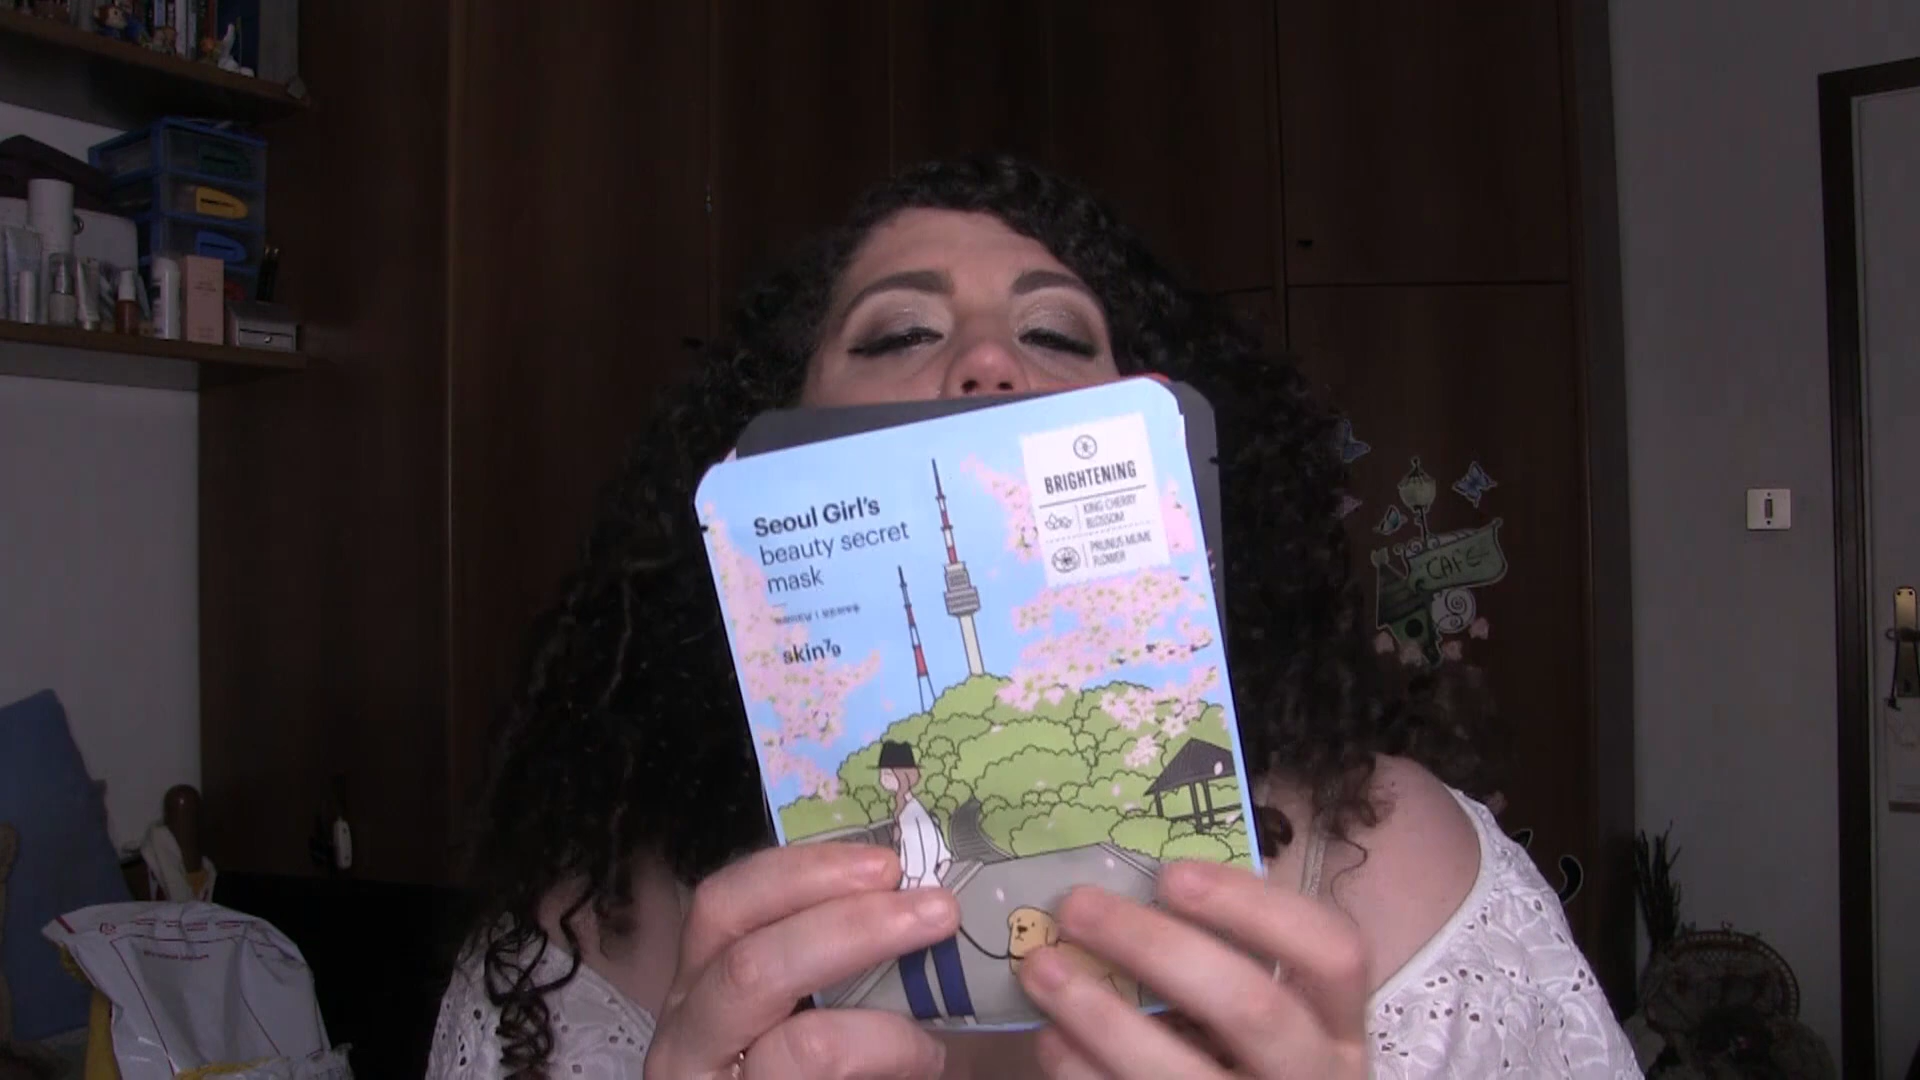 Seoul Girl's
beauty secret
mask
skin79
BRIGHTENING
KING CHERRY
BLOSSOM
PRUNUS MUME
FLOWER
CAFE